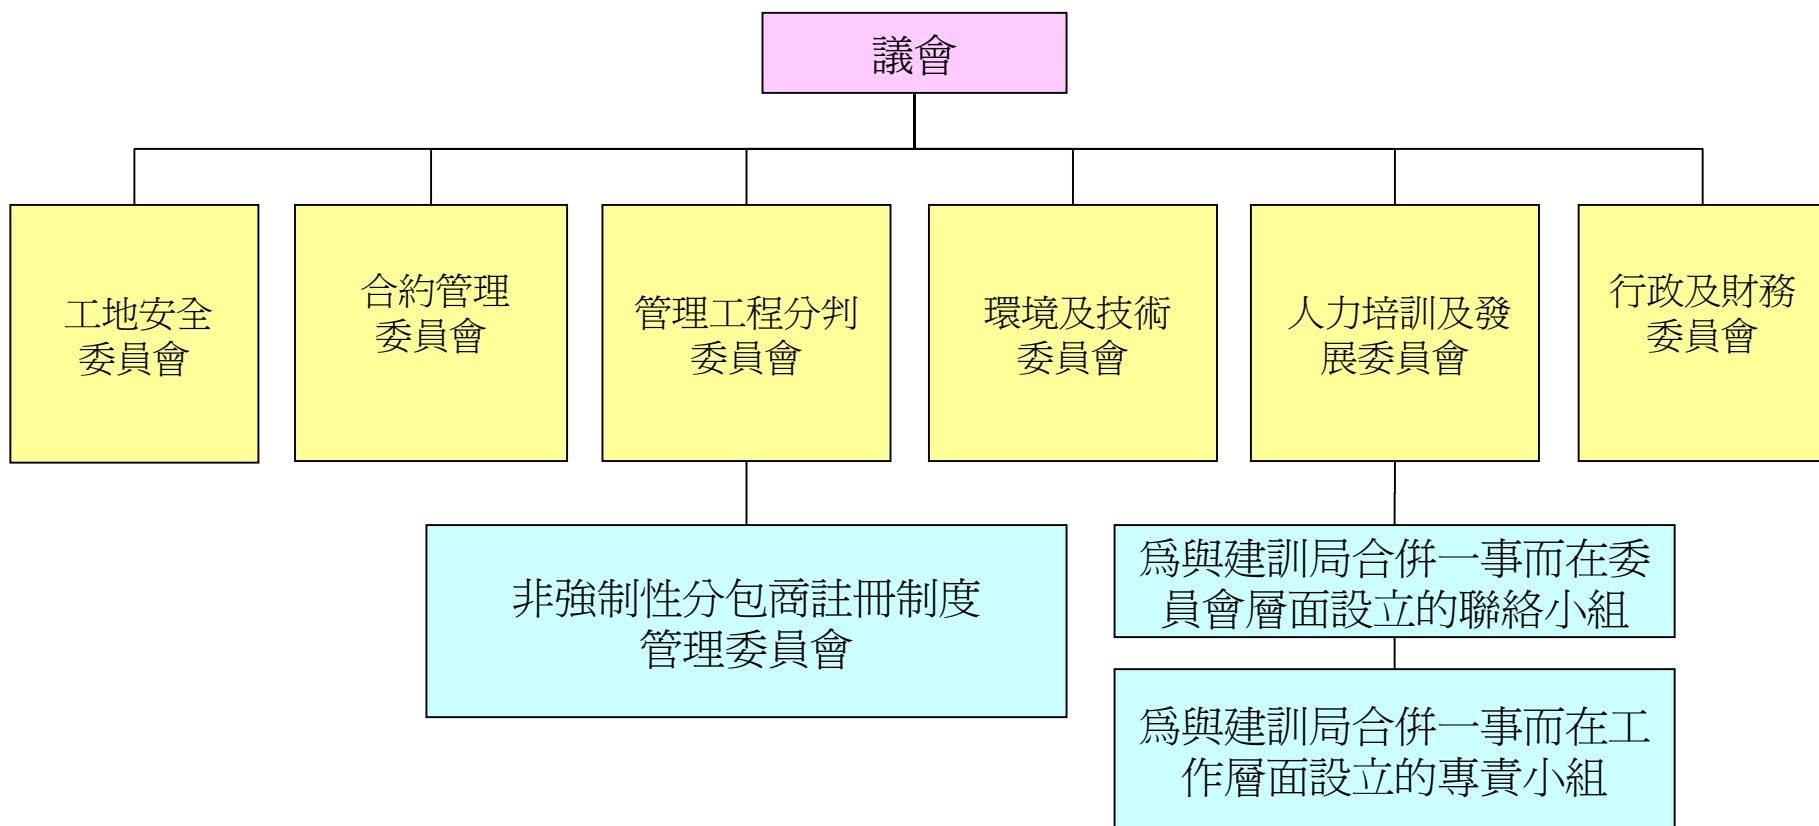 議會
工地安全
委員會
合約管理
委員會
管理工程分判
委員會
環境及技術
委員會
人力培訓及發
展委員會
行政及財務
委員會
非強制性分包商註冊制度
管理委員會
為與建訓局合併一事而在委
員會層面設立的聯絡小組
為與建訓局合併一事而在工
作層面設立的專責小組